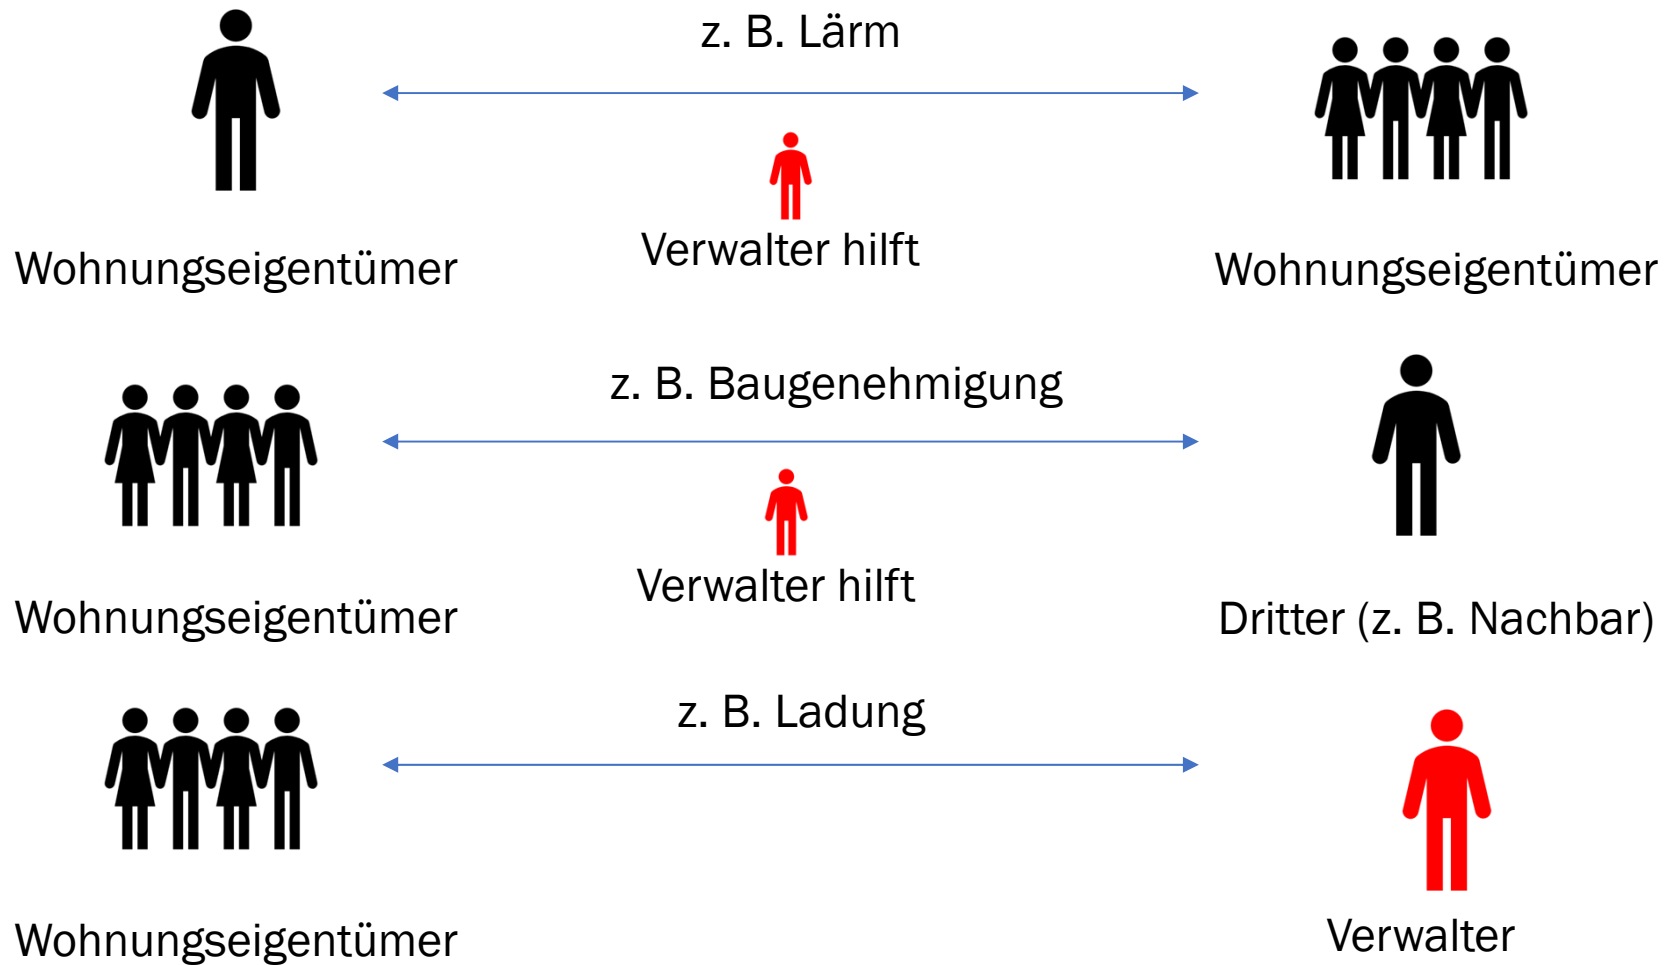 z. B. Lärm
Verwalter hilft
Wohnungseigentümer
Wohnungseigentümer
z. B. Baugenehmigung
Verwalter hilft
Wohnungseigentümer
Dritter (z. B. Nachbar)
z. B. Ladung
Wohnungseigentümer
Verwalter